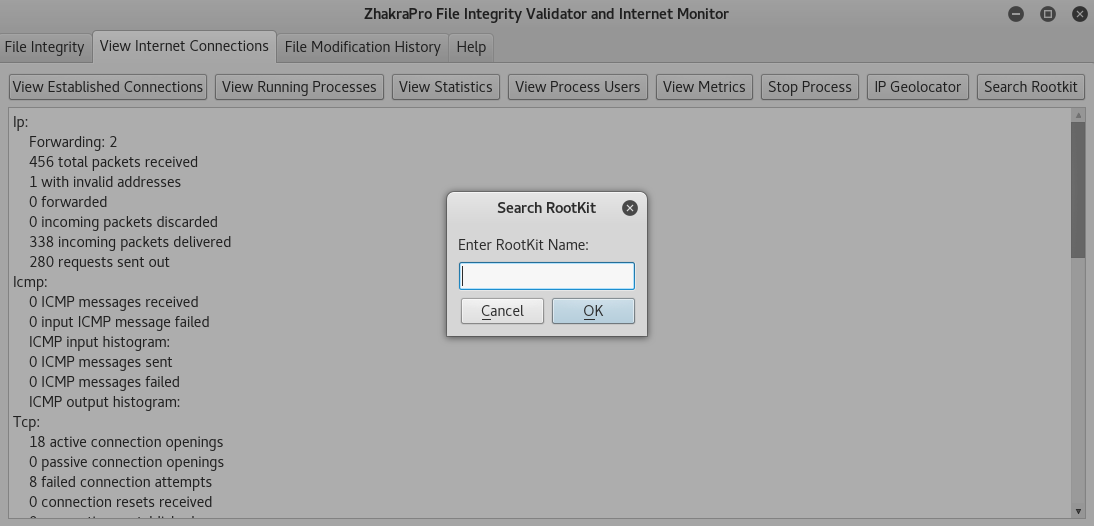 ZhakraPro File Integrity Validator and Internet Monitor
File Integrity View Internet Connections File Modification History Help
View Established Connections View Running Processes View Statistics View Process Users View Metrics Stop Process IP Geolocator Search Rootkit
Ip:
Forwarding: 2
456 total packets received
1 with invalid addresses
0 forwarded
0 incoming packets discarded
338 incoming packets delivered
280 requests sent out
Icmp:
0 ICMP messages received
0 input ICMP message failed
ICMP input histogram:
0 ICMP messages sent
0 ICMP messages failed
ICMP output histogram:
Tcp:
18 active connection openings
0 passive connection openings
8 failed connection attempts
0 connection resets received
Search RootKit
Enter RootKit Name:
Cancel OK